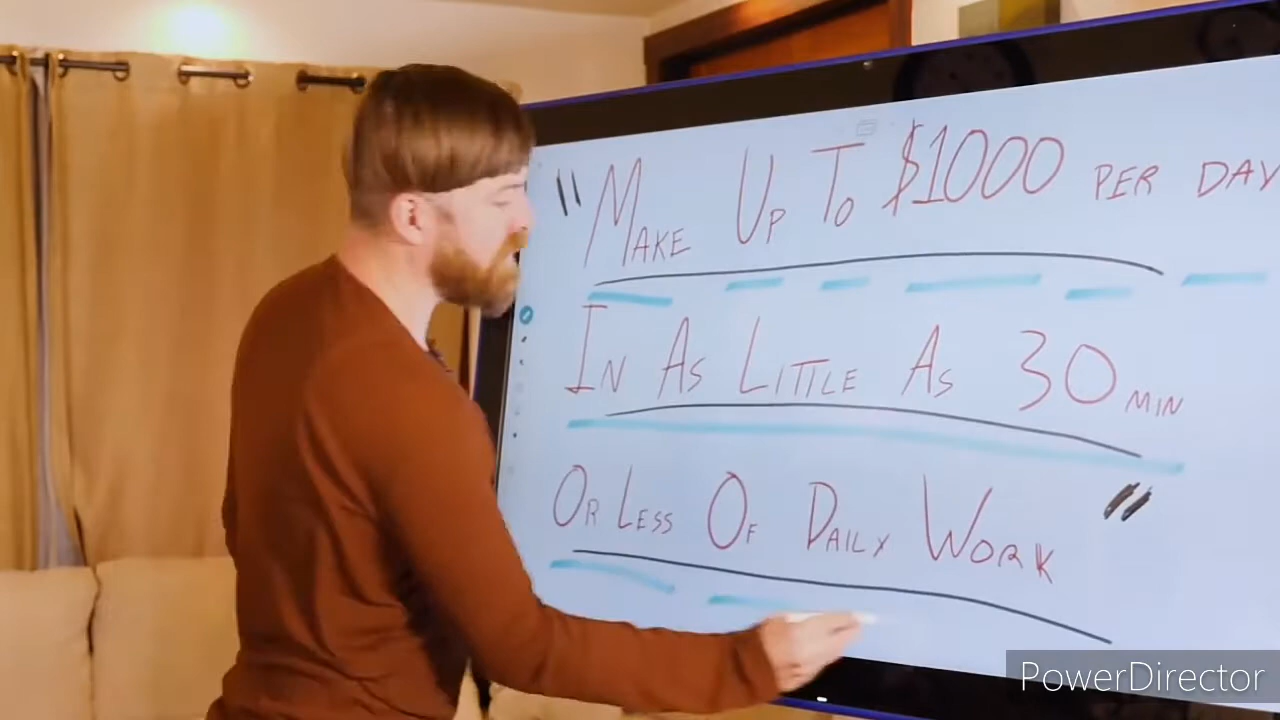 "MAKE UP TO $1000 PER DAY
IN AS LITTLE AS 30 MIN
OR LESS OF DAILY WORK"
PowerDirector